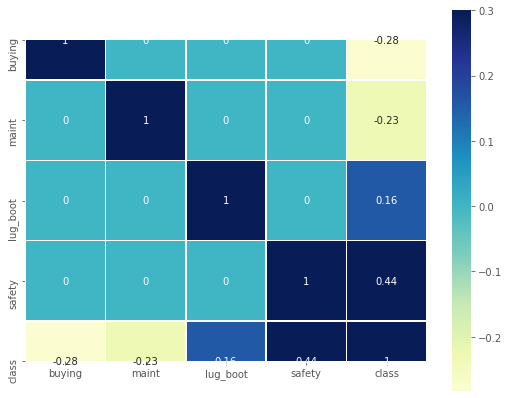 buying 1 0 0 0 -0.28
maint 0 1 0 0 -0.23
lug_boot 0 0 1 0 0.16
safety 0 0 0 1 0.44
class -0.28 -0.23 0.16 0.44 1
buying maint lug_boot safety class
0.3
0.2
0.1
0.0
−0.1
−0.2